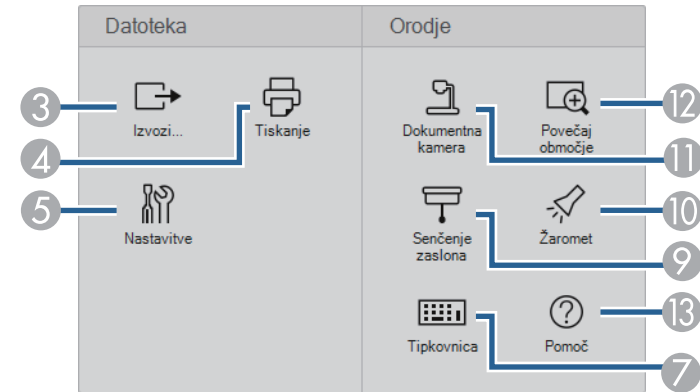 Datoteka
Orodje
3
Izvozi...
4
Tiskanje
5
Nastavitve
Dokumentna
kamera
11
Povečaj
območje
12
Senčenje
zaslona
9
Žaromet
10
Tipkovnica
7
Pomoč
13